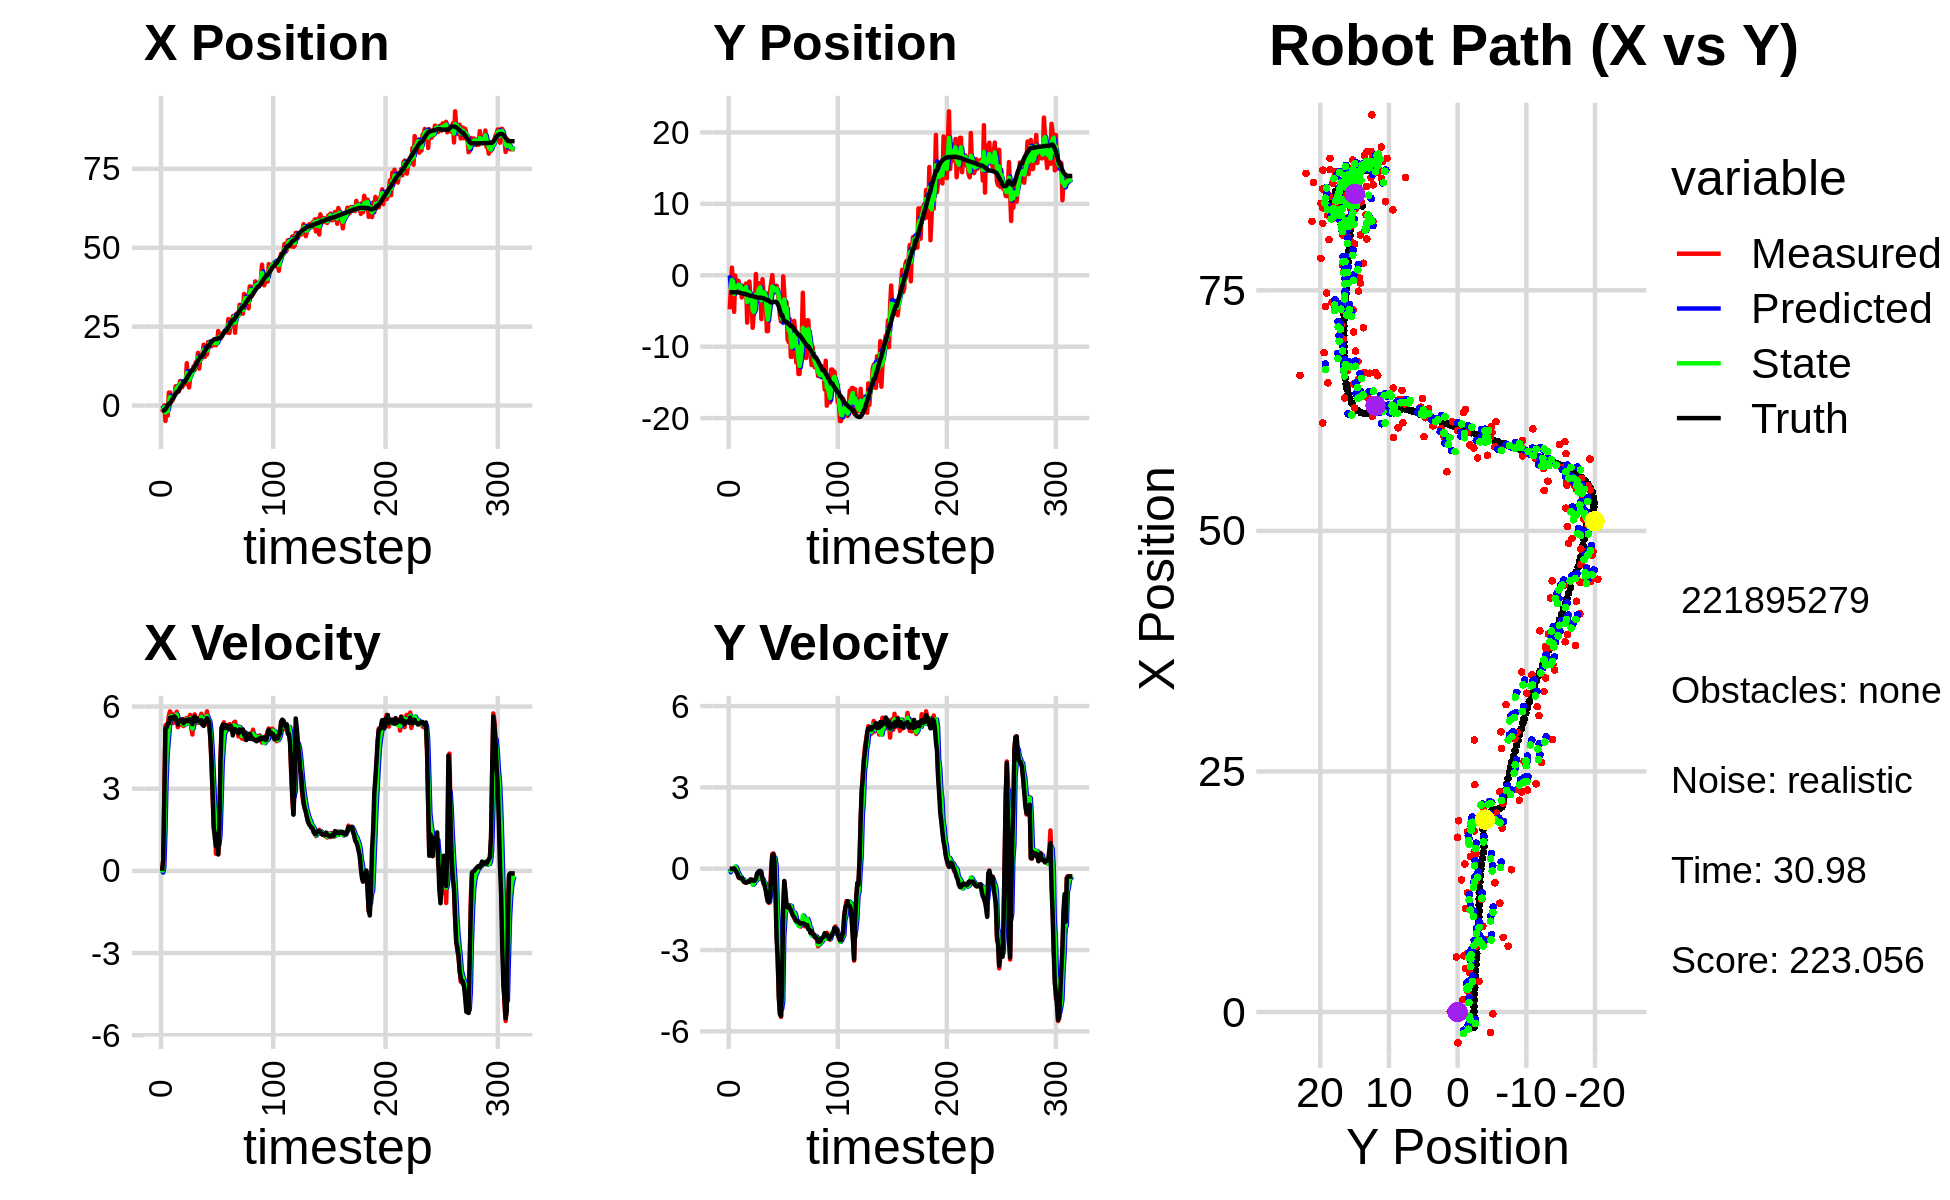 X Position
75
50
25
0
0
100
200
300
timestep
Y Position
20
10
0
-10
-20
0
100
200
300
timestep
X Velocity
6
3
0
-3
-6
0
100
200
300
timestep
Y Velocity
6
3
0
-3
-6
0
100
200
300
timestep
Robot Path (X vs Y)
X Position
75
50
25
0
20 10 0 -10 -20
Y Position
variable
Measured
Predicted
State
Truth
221895279
Obstacles: none
Noise: realistic
Time: 30.98
Score: 223.056